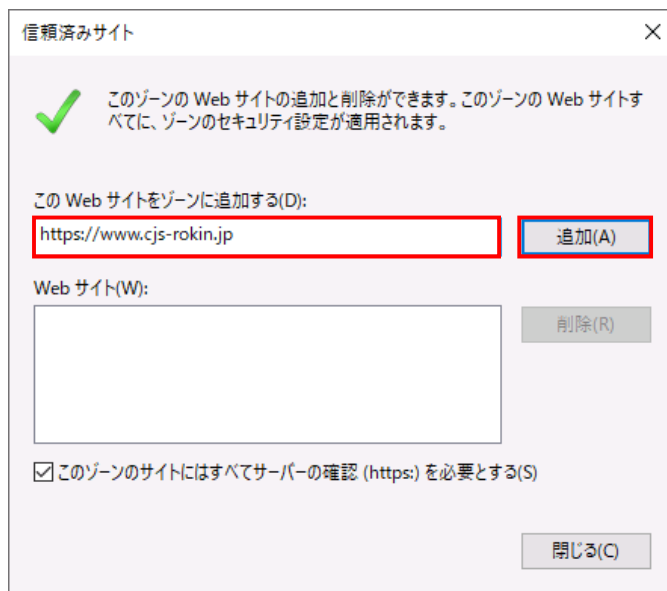 信頼済みサイト
このゾーンの Web サイトの追加と削除ができます。このゾーンの Web サイトす
べてに、ゾーンのセキュリティ設定が適用されます。
この Web サイトをゾーンに追加する(D):
https://www.cjs-rokin.jp
追加(A)
Web サイト(W):
削除(R)
このゾーンのサイトにはすべてサーバーの確認 (https:) を必要とする(S)
閉じる(C)